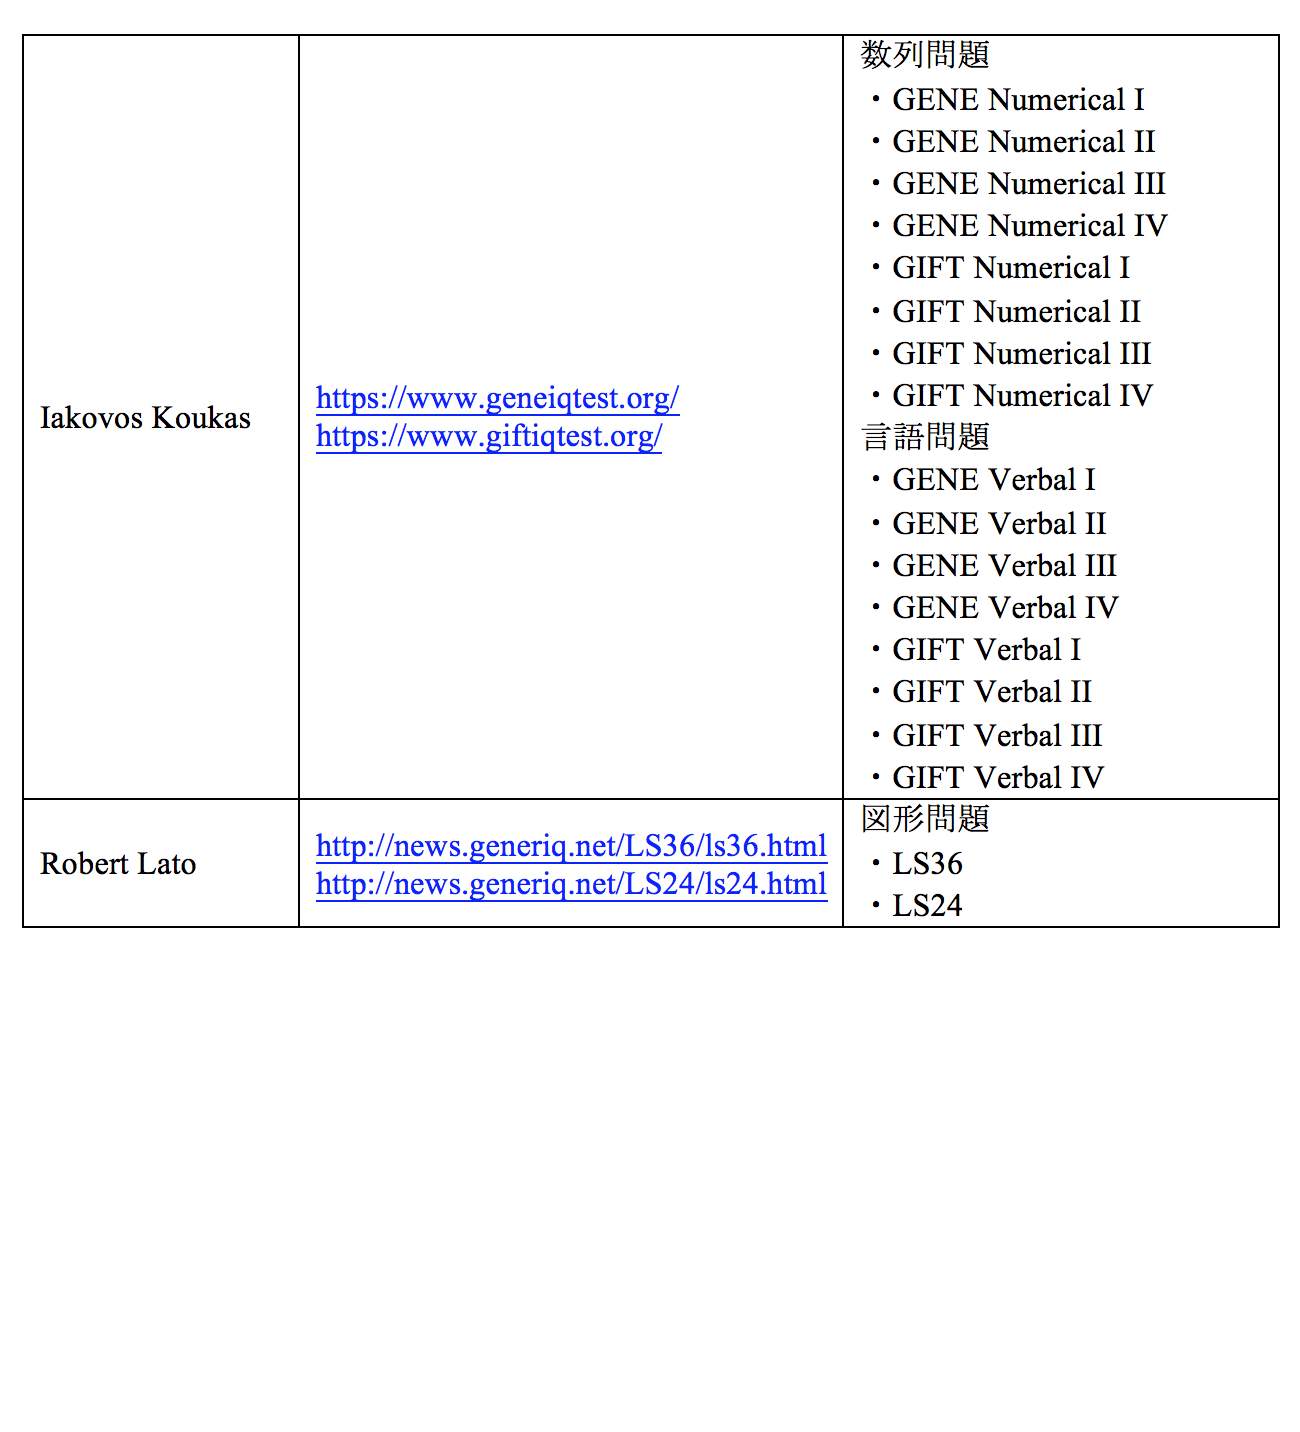 Iakovos Koukas
https://www.geneiqtest.org/
https://www.giftiqtest.org/
数列問題
・GENE Numerical I
・GENE Numerical II
・GENE Numerical III
・GENE Numerical IV
・GIFT Numerical I
・GIFT Numerical II
・GIFT Numerical III
・GIFT Numerical IV
言語問題
・GENE Verbal I
・GENE Verbal II
・GENE Verbal III
・GENE Verbal IV
・GIFT Verbal I
・GIFT Verbal II
・GIFT Verbal III
・GIFT Verbal IV
Robert Lato
http://news.generiq.net/LS36/ls36.html
http://news.generiq.net/LS24/ls24.html
図形問題
・LS36
・LS24